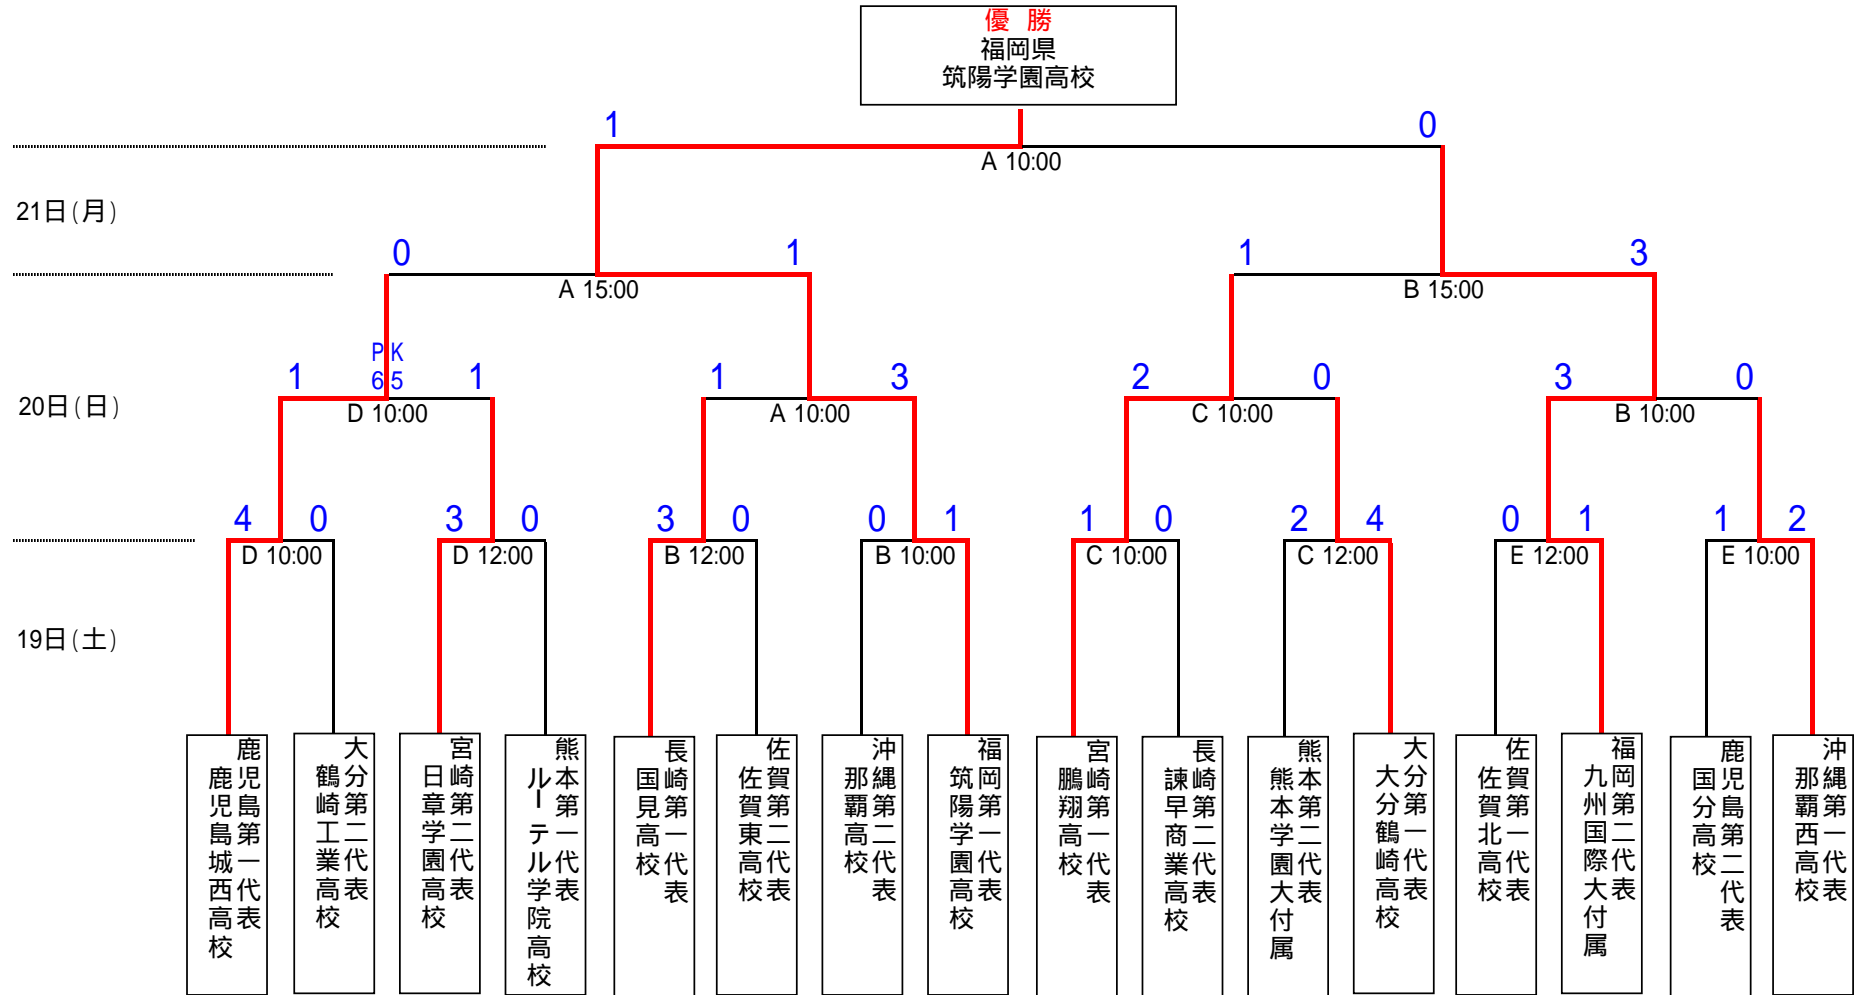 優 勝
福岡県
筑陽学園高校
1
0
A 10:00
21日(月)
0
1
1
3
A 15:00
B 15:00
PK
1
6 5
1
1
3
2
0
3
0
20日(日)
D 10:00
A 10:00
C 10:00
B 10:00
4
0
3
0
3
0
0
1
1
0
2
4
0
1
1
2
D 10:00
D 12:00
B 12:00
B 10:00
C 10:00
C 12:00
E 12:00
E 10:00
19日(土)
鹿児島第一代表
鹿児島城西高校
大分第二代表
鶴崎工業高校
宮崎第二代表
日章学園高校
熊本第一代表
ルーテル学院高校
長崎第一代表
国見高校
佐賀第二代表
佐賀東高校
沖縄第二代表
那覇高校
福岡第一代表
筑陽学園高校
宮崎第一代表
鵬翔高校
長崎第二代表
諫早商業高校
熊本第二代表
熊本学園大付属
大分第一代表
大分鶴崎高校
佐賀第一代表
佐賀北高校
福岡第二代表
九州国際大付属
鹿児島第二代表
国分高校
沖縄第一代表
那覇西高校